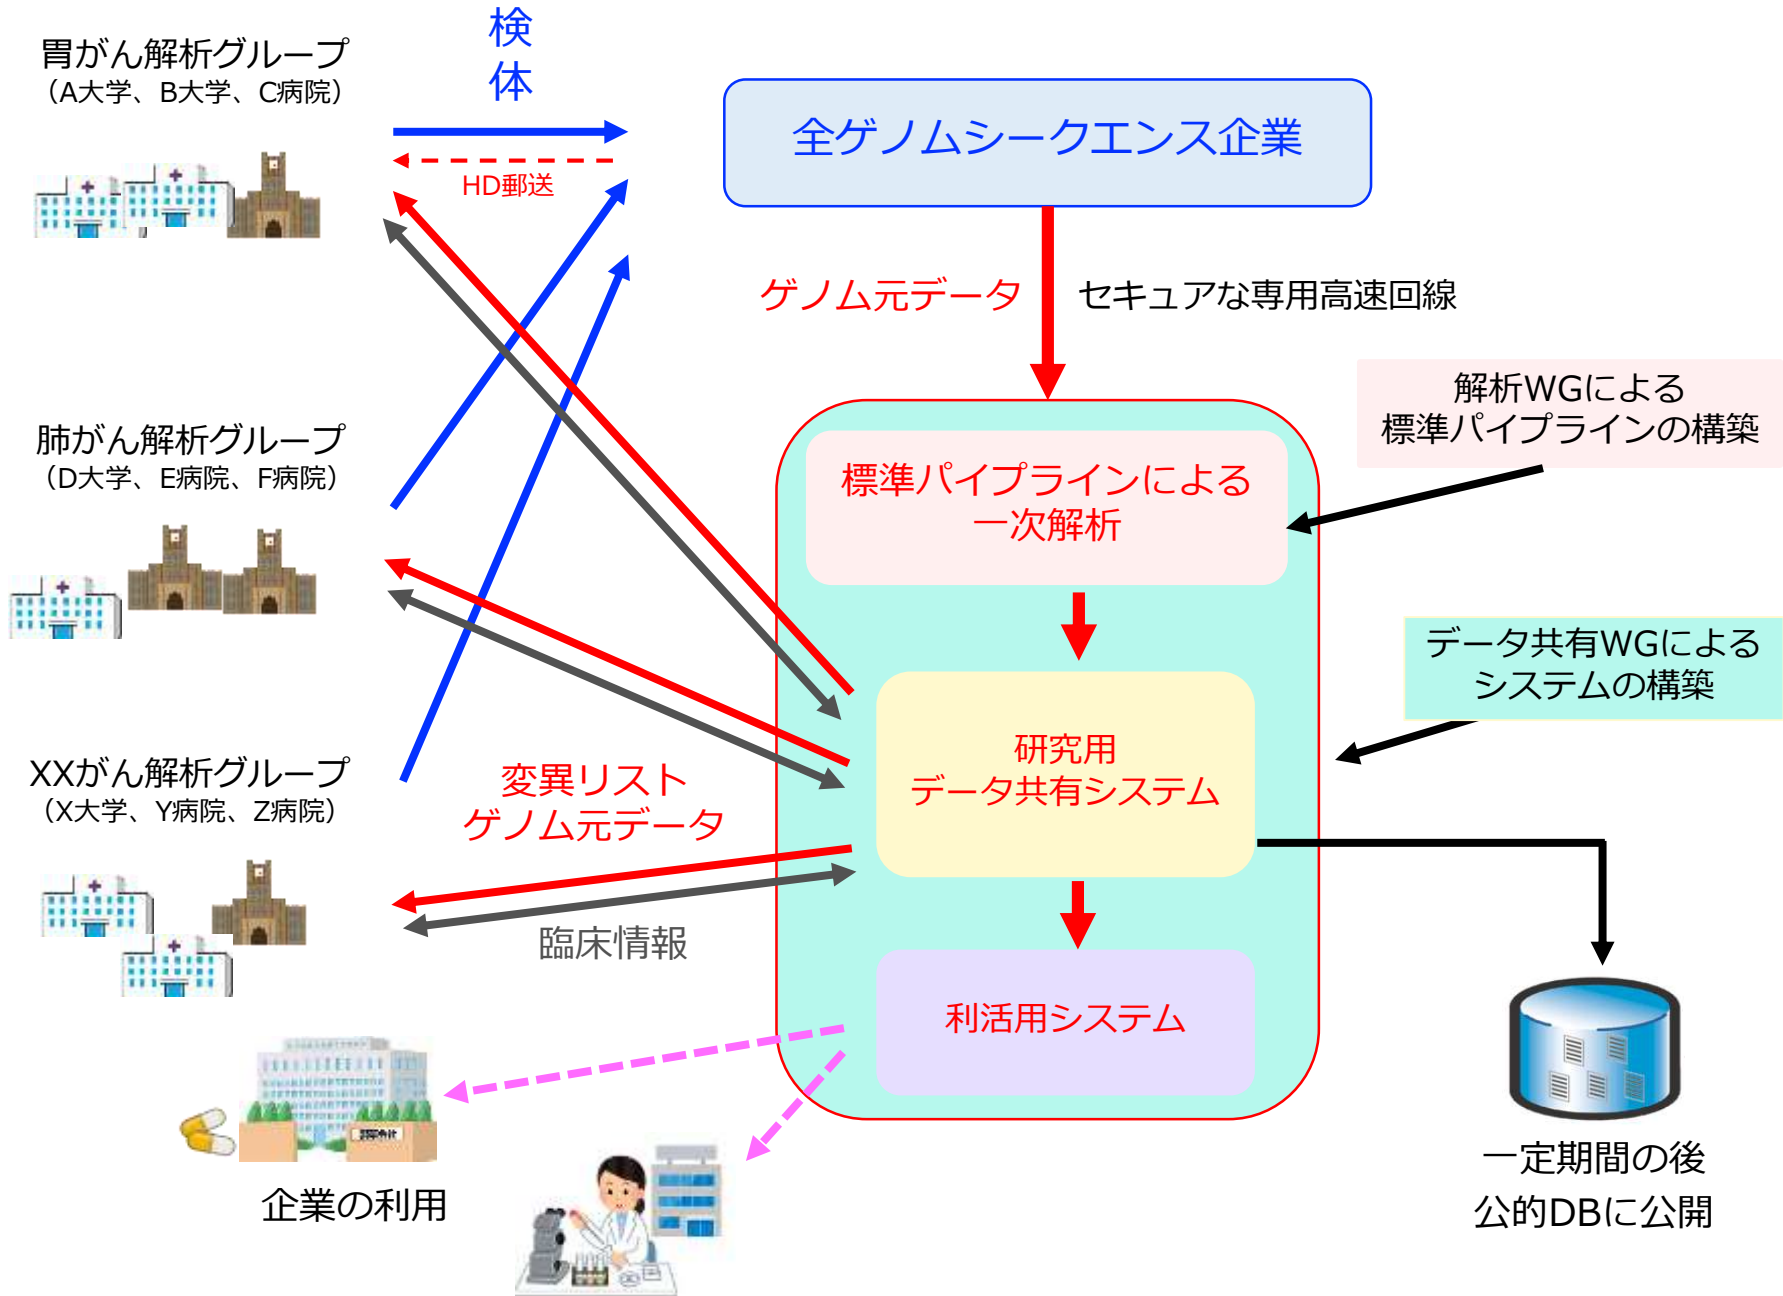 検
体
胃がん解析グループ
（A大学、B大学、C病院）
全ゲノムシークエンス企業
HD郵送
ゲノム元データ
セキュアな専用高速回線
解析WGによる
標準パイプラインの構築
肺がん解析グループ
（D大学、E病院、F病院）
標準パイプラインによる
一次解析
データ共有WGによる
システムの構築
研究用
データ共有システム
XXがん解析グループ
（X大学、Y病院、Z病院）
変異リスト
ゲノム元データ
臨床情報
利活用システム
一定期間の後
公的DBに公開
企業の利用